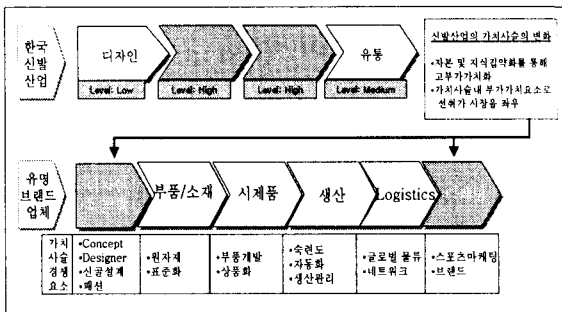 한국
신발
산업
디자인
유통
Level: Low
Level: High
Level: High
Level: Medium
신발산업의 가치사슬의 변화
•자본 및 지식집약화를 통해
고부가가치화
•가치사슬내 부가가치요소로
선회가 시장을 좌우
유명
브랜드
업체
부품/소재
시제품
생산
Logistics
가치
사슬
경쟁
요소
•Concept
•Designer
•신골설계
•패션
•원자재
•표준화
•부품개발
•상품화
•숙련도
•자동화
•생산관리
•글로벌 물류
•네트워크
•스포츠마케팅
•브랜드